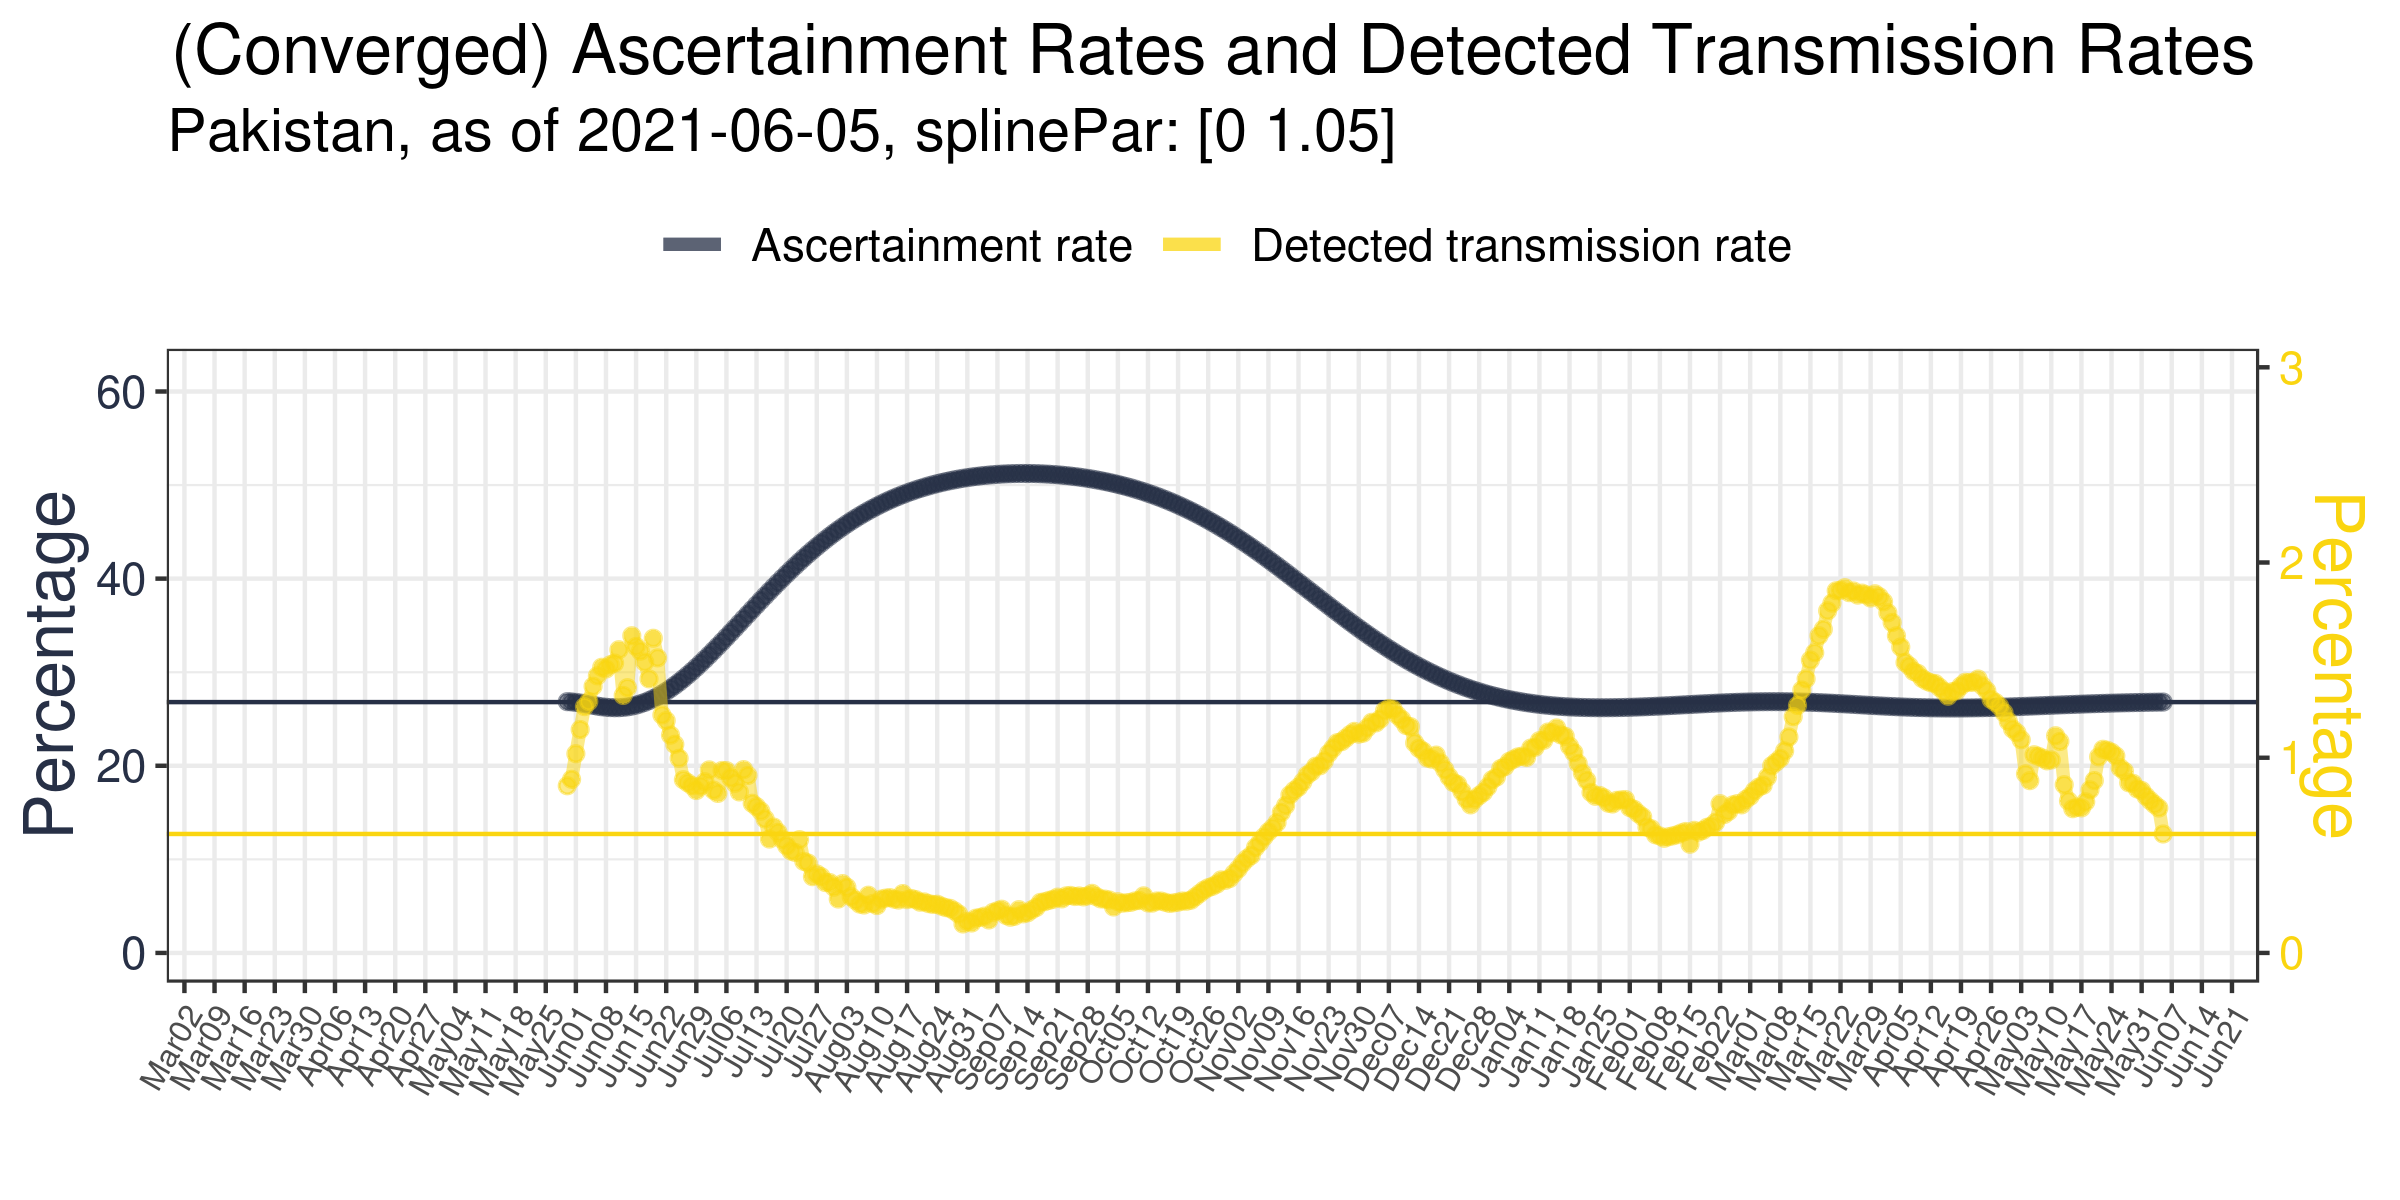 (Converged) Ascertainment Rates and Detected Transmission Rates
Pakistan, as of 2021-06-05, splinePar: [0 1.05]
Ascertainment rate
Detected transmission rate
Percentage
60
40
20
0
3
2
1
0
Percentage
Mar02
Mar09
Mar16
Mar23
Mar30
Apr06
Apr13
Apr20
Apr27
May04
May11
May18
May25
Jun01
Jun08
Jun15
Jun22
Jun29
Jul06
Jul13
Jul20
Jul27
Aug03
Aug10
Aug17
Aug24
Aug31
Sep07
Sep14
Sep21
Sep28
Oct05
Oct12
Oct19
Oct26
Nov02
Nov09
Nov16
Nov23
Nov30
Dec07
Dec14
Dec21
Dec28
Jan04
Jan11
Jan18
Jan25
Feb01
Feb08
Feb15
Feb22
Mar01
Mar08
Mar15
Mar22
Mar29
Apr05
Apr12
Apr19
Apr26
May03
May10
May17
May24
May31
Jun07
Jun14
Jun21